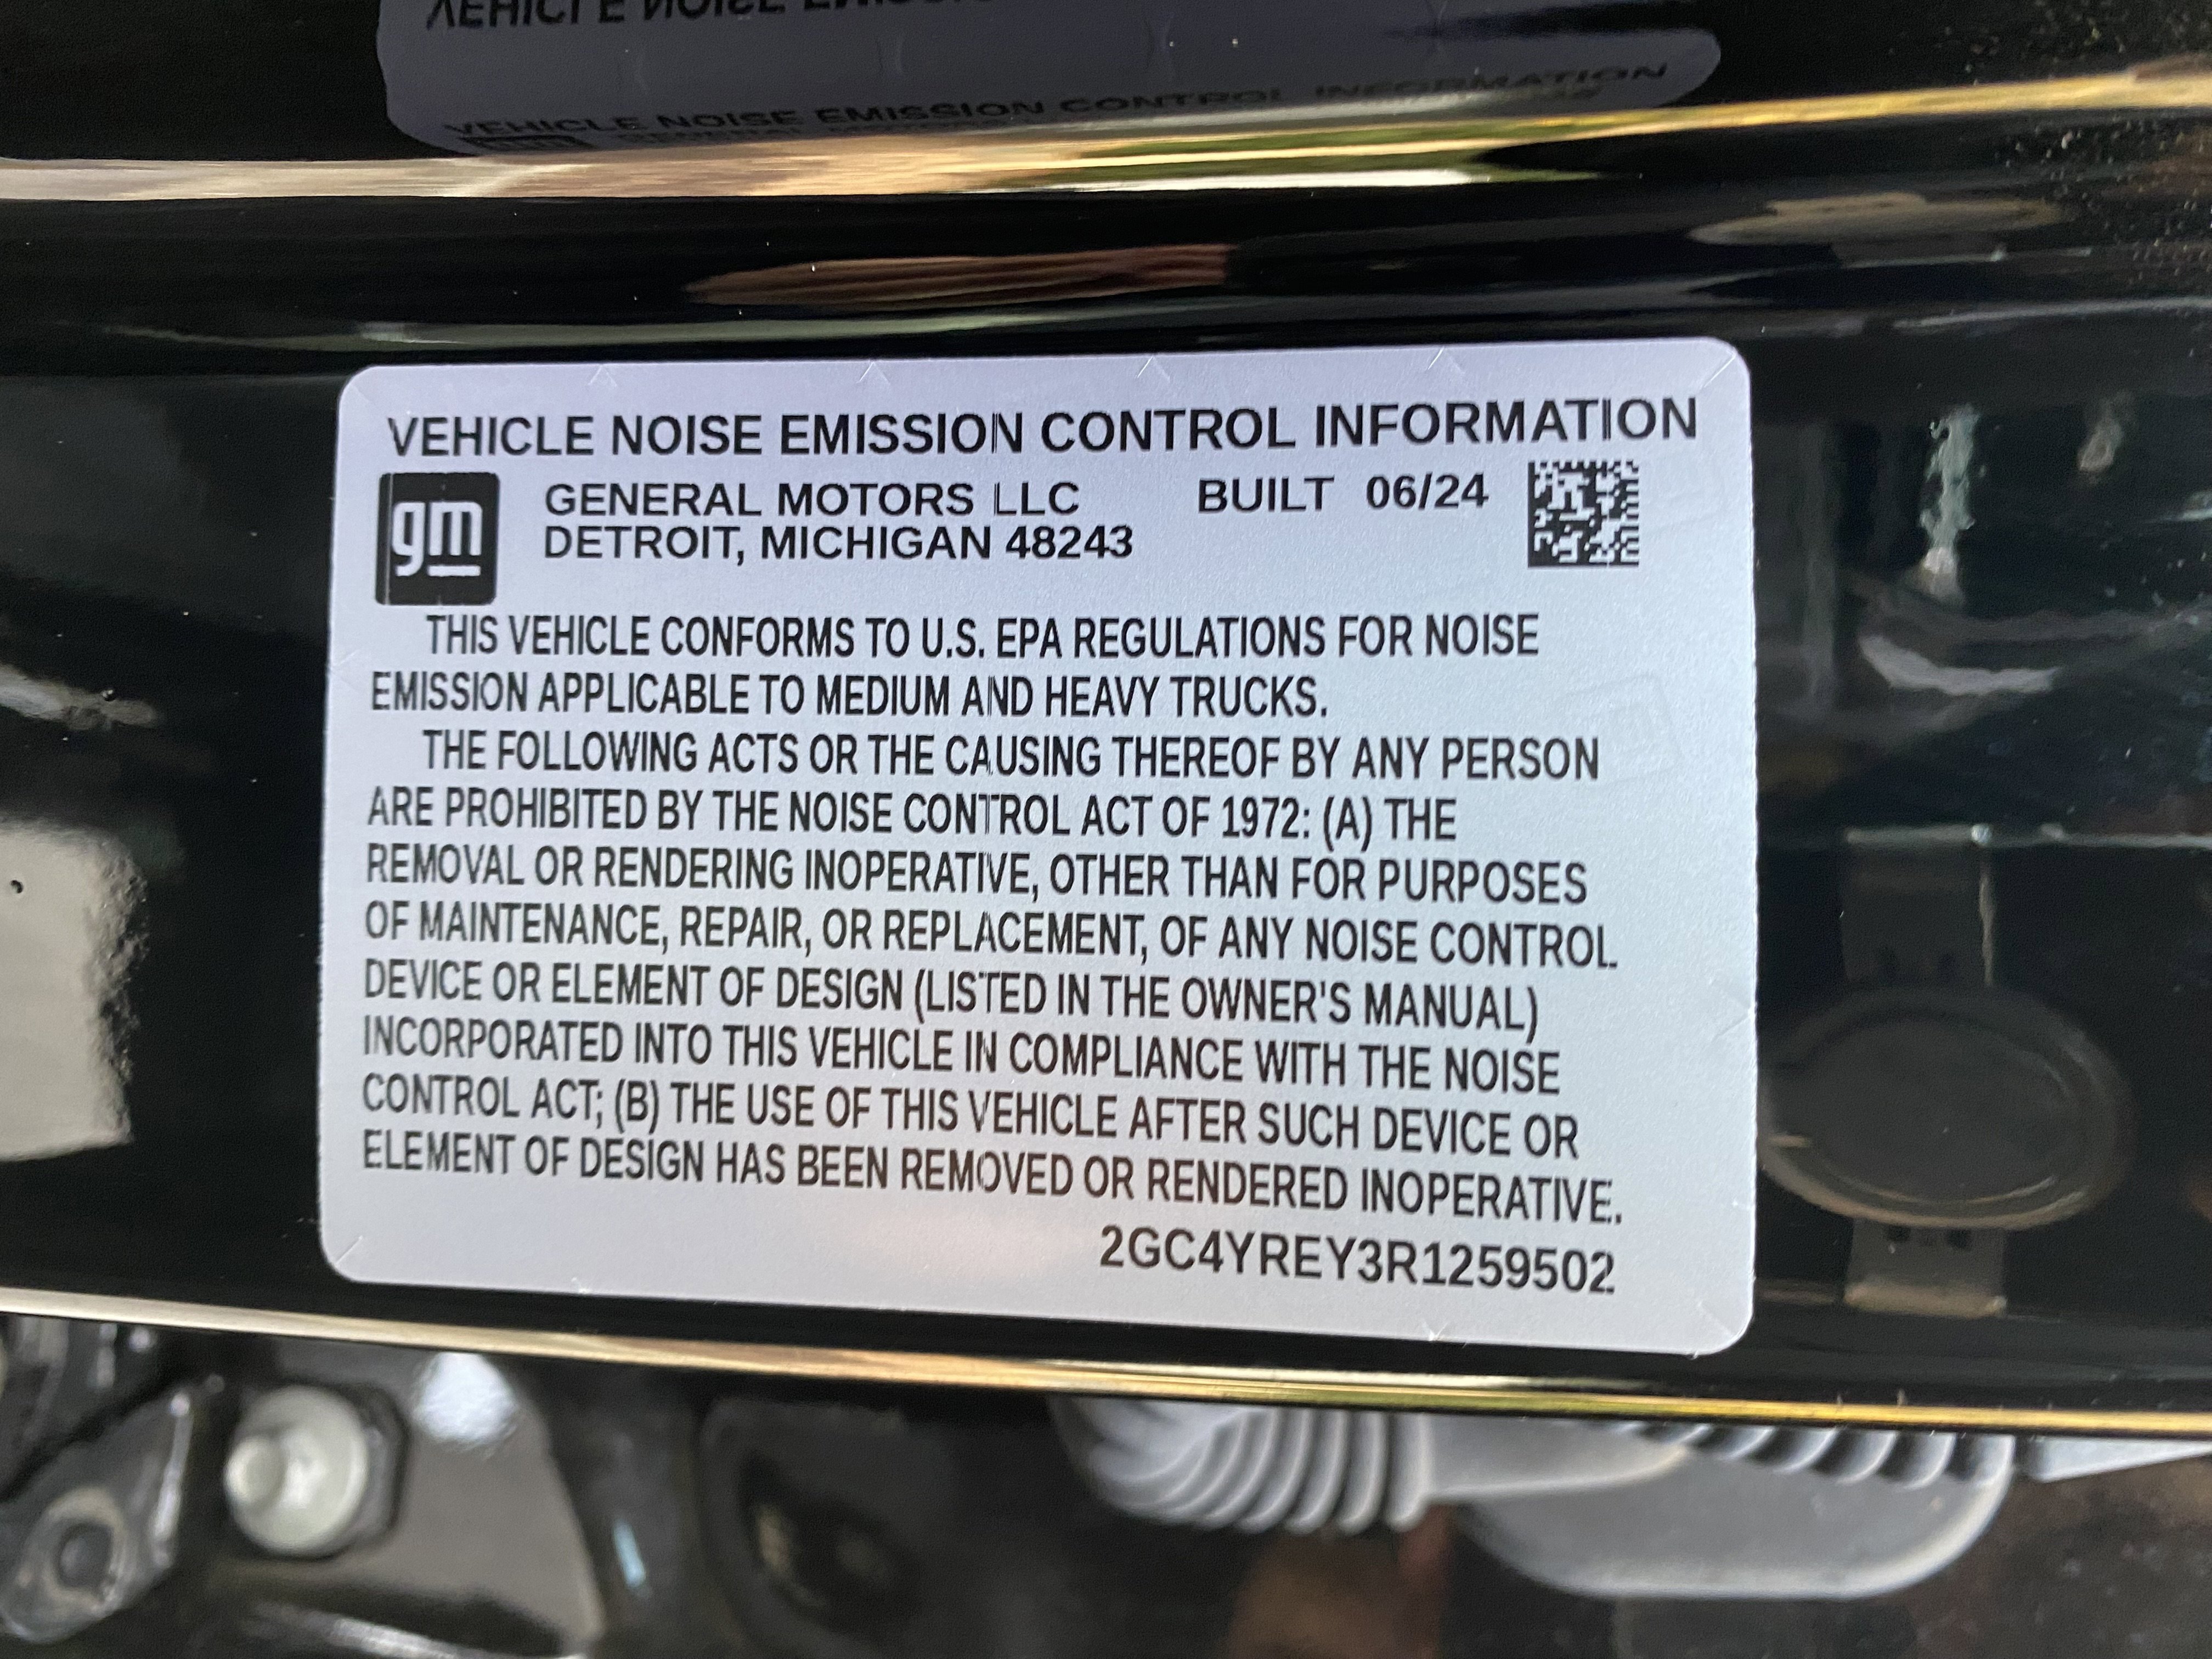 VEHICLE NOISE EMISSION CONTROL INFORMATION
VEHICLE NOISE EMISSION CONTROL INFORMATION
gm
GENERAL MOTORS LLC BUILT 06/24
DETROIT, MICHIGAN 48243
THIS VEHICLE CONFORMS TO U.S. EPA REGULATIONS FOR NOISE
EMISSION APPLICABLE TO MEDIUM AND HEAVY TRUCKS.
THE FOLLOWING ACTS OR THE CAUSING THEREOF BY ANY PERSON
ARE PROHIBITED BY THE NOISE CONTROL ACT OF 1972: (A) THE
REMOVAL OR RENDERING INOPERATIVE, OTHER THAN FOR PURPOSES
OF MAINTENANCE, REPAIR, OR REPLACEMENT, OF ANY NOISE CONTROL
DEVICE OR ELEMENT OF DESIGN (LISTED IN THE OWNER'S MANUAL)
INCORPORATED INTO THIS VEHICLE IN COMPLIANCE WITH THE NOISE
CONTROL ACT; (B) THE USE OF THIS VEHICLE AFTER SUCH DEVICE OR
ELEMENT OF DESIGN HAS BEEN REMOVED OR RENDERED INOPERATIVE.
2GC4YREY3R1259502